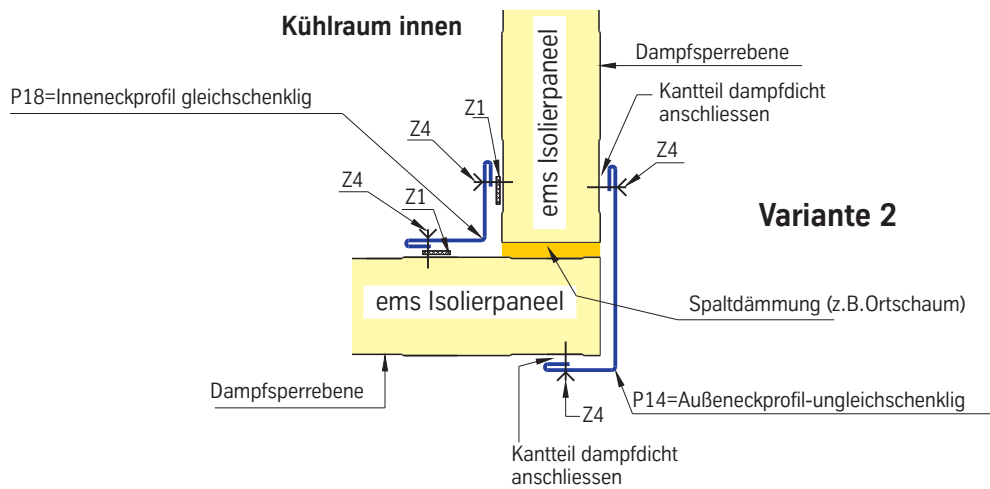 Kühlraum innen
Dampfsperrebene
Kantteil dampfdicht
anschliessen
P18=Inneneckprofil gleichschenklig
Z1
Z4
Z4
ems Isolierpaneel
Z4
Z1
Variante 2
ems Isolierpaneel
Spaltdämmung (z.B.Ortschaum)
Dampfsperrebene
P14=Außeneckprofil-ungleichschenklig
Z4
Kantteil dampfdicht
anschliessen